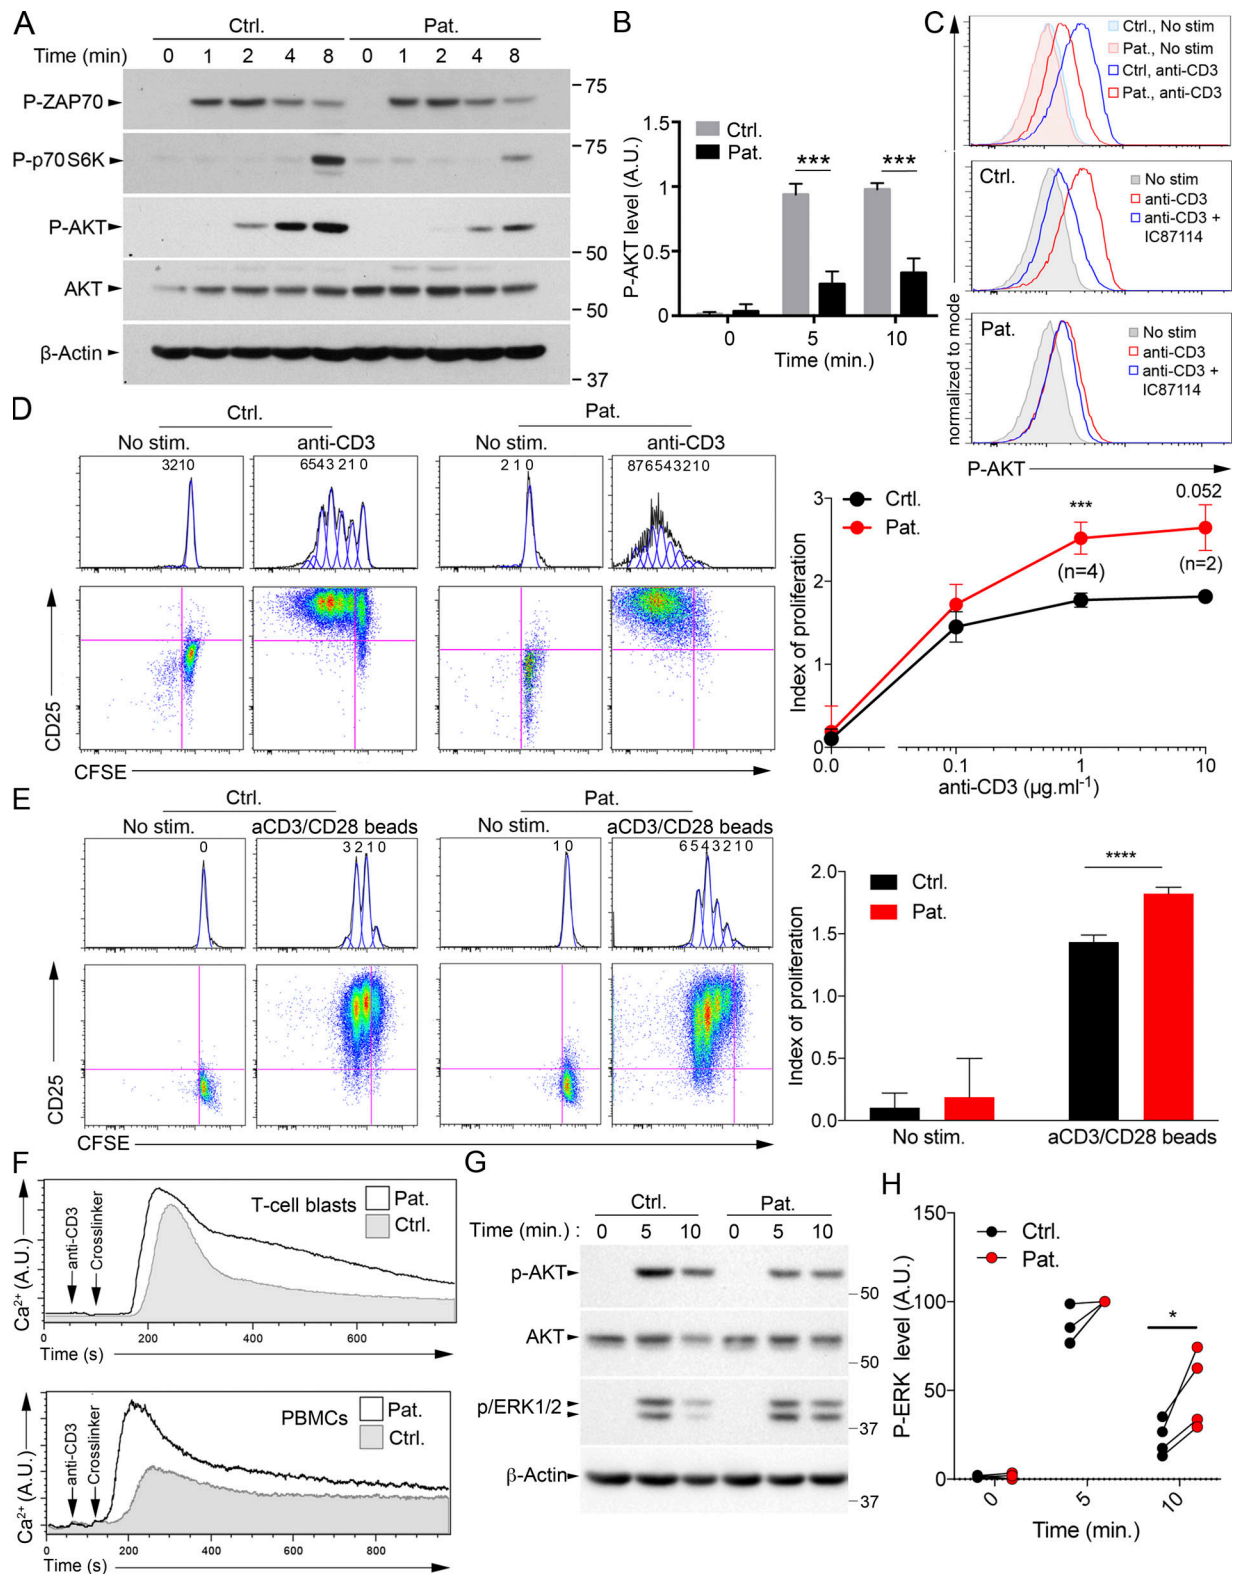 A
Ctrl. Pat.
Time (min) 0 1 2 4 8 0 1 2 4 8
P-ZAP70
75
P-p70S6K
75
P-AKT
50
AKT
50
β-Actin
37
B
P-AKT level (A.U.)
1.5
1
0.5
0
Ctrl.
Pat.
*** ***
0 5 10
Time (min.)
C
Ctrl., No stim
Pat., No stim
Ctrl, anti-CD3
Pat., anti-CD3
Ctrl.
No stim
anti-CD3
anti-CD3 +
IC87114
Pat.
No stim
anti-CD3
anti-CD3 +
IC87114
normalized to mode
P-AKT
D
Ctrl. Pat.
No stim. anti-CD3 No stim. anti-CD3
3210 6543 21 0 2 1 0 876543210
CD25
CFSE
Index of proliferation
3
2
1
0
Crtl.
Pat.
***
0.052
(n=4)
(n=2)
0.0 0.1 1 10
anti-CD3 (µg.ml-1)
E
Ctrl. Pat.
No stim. aCD3/CD28 beads No stim. aCD3/CD28 beads
0 3 2 1 0 1 0 6 5 4 3 2 1 0
CD25
CFSE
Index of proliferation
2.0
1.5
1.0
0.5
0.0
Ctrl.
Pat.
****
No stim. aCD3/CD28 beads
F
Ca2+ (A.U.)
anti-CD3
Crosslinker
T-cell blasts
Pat.
Ctrl.
0 200 400 600
Time (s)
Ca2+ (A.U.)
anti-CD3
Crosslinker
PBMCs
Pat.
Ctrl.
0 200 400 600 800
Time (s)
G
Ctrl. Pat.
Time (min.) : 0 5 10 0 5 10
p-AKT
50
AKT
50
p/ERK1/2
37
β-Actin
37
H
P-ERK level (A.U.)
150
100
50
0
Ctrl.
Pat.
*
0 5 10
Time (min.)